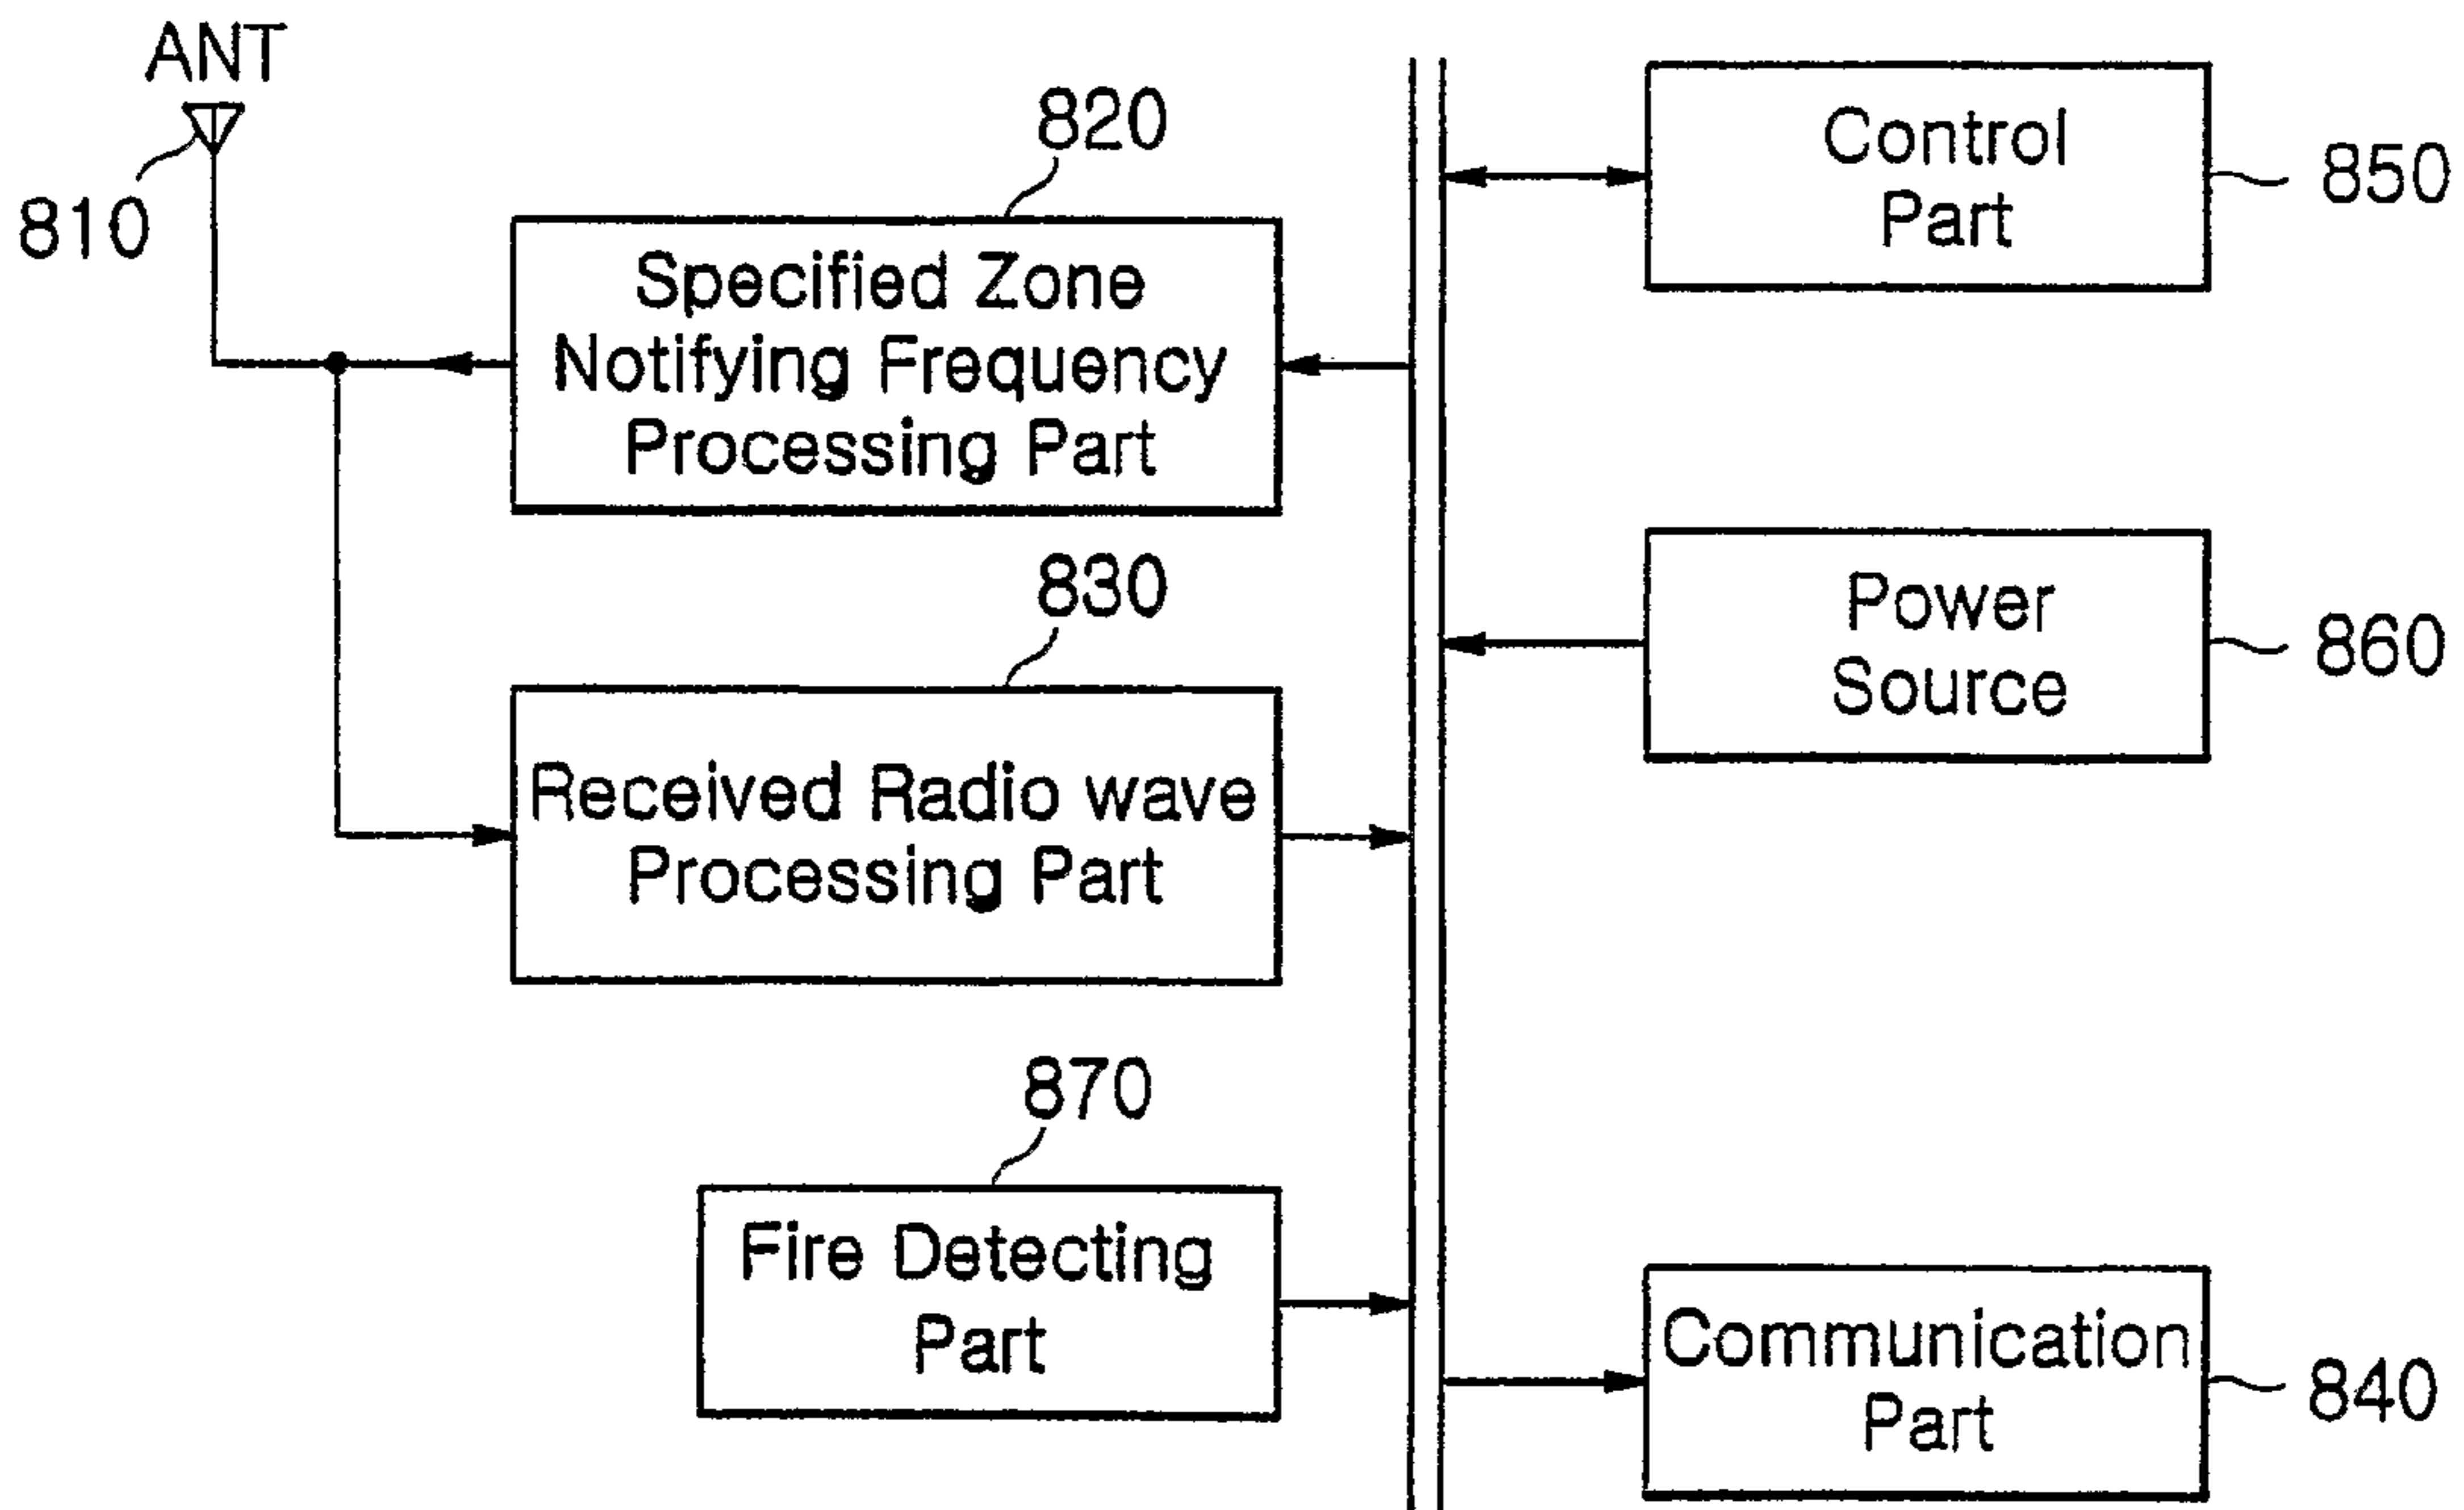 ANT
810
820
Specified Zone
Notifying Frequency
Processing Part
830
Received Radio wave
Processing Part
870
Fire Detecting
Part
Control
Part
850
Power
Source
860
Communication
Part
840